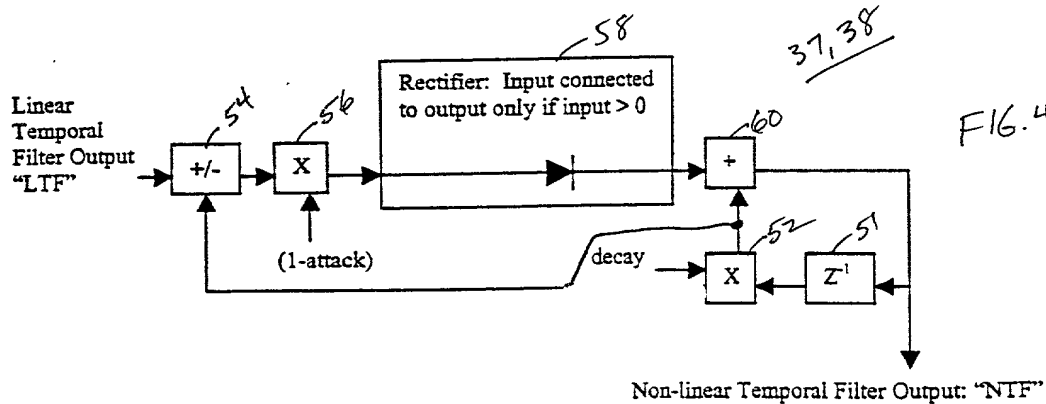 58
37, 38
Rectifier: Input connected
to output only if input > 0
Linear
Temporal
Filter Output
"LTF"
54
56
60
FIG. 4
+/-
X
+
(1-attack)
decay
52
51
X
Z⁻¹
Non-linear Temporal Filter Output: "NTF"